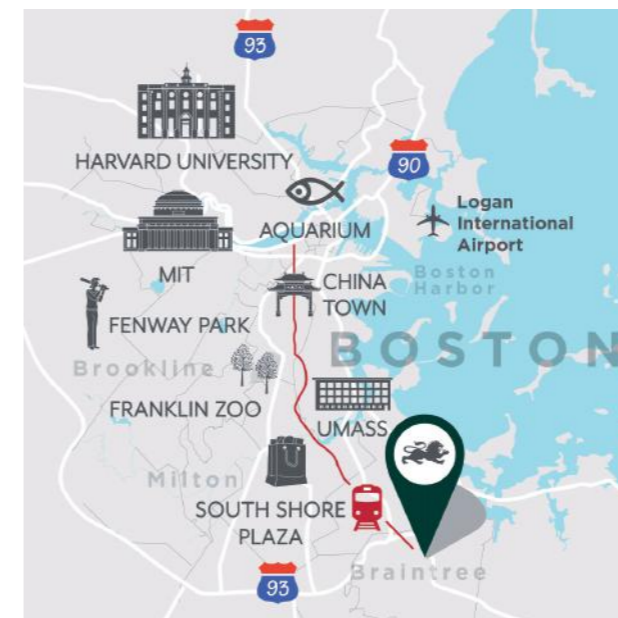 93
HARVARD UNIVERSITY
90
AQUARIUM
Logan
International
Airport
MIT
CHINA
TOWN
Boston
Harbor
FENWAY PARK
BOSTON
Brookline
FRANKLIN ZOO
UMASS
Milton
SOUTH SHORE
PLAZA
Braintree
93